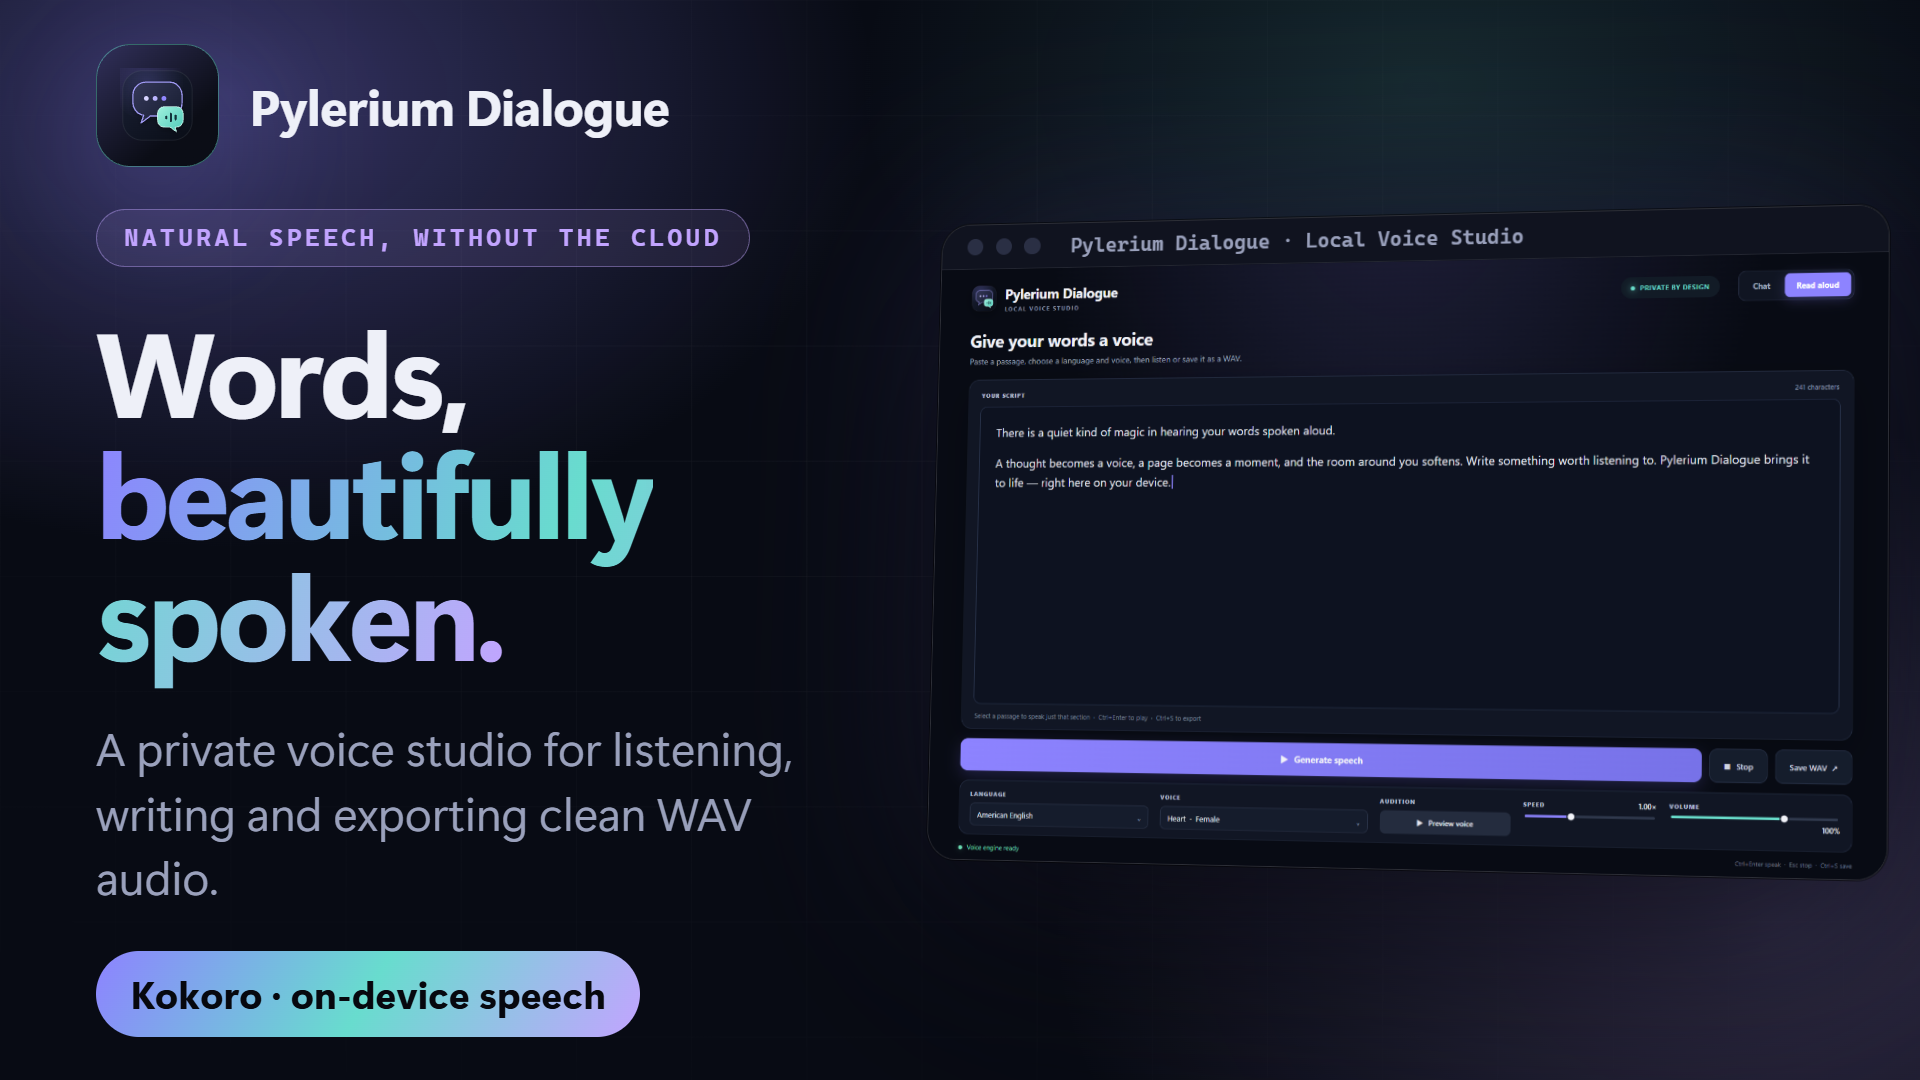 Pylerium Dialogue
NATURAL SPEECH, WITHOUT THE CLOUD
Words,
beautifully
spoken.
A private voice studio for listening,
writing and exporting clean WAV
audio.
Kokoro · on-device speech
Pylerium Dialogue · Local Voice Studio
Pylerium Dialogue
LOCAL VOICE STUDIO
PRIVATE BY DESIGN
Chat
Read aloud
Give your words a voice
Paste a passage, choose a language and voice, then listen or save it as a WAV.
YOUR SCRIPT
241 characters
There is a quiet kind of magic in hearing your words spoken aloud.
A thought becomes a voice, a page becomes a moment, and the room around you softens. Write something worth listening to. Pylerium Dialogue brings it
to life — right here on your device.
Select a passage to speak just that section · Ctrl+Enter to play · Ctrl+S to export
▶ Generate speech
■ Stop
Save WAV ↗
LANGUAGE
American English
VOICE
Heart · Female
AUDITION
▶ Preview voice
SPEED
1.00×
VOLUME
100%
Voice engine ready
Ctrl+Enter speak · Esc stop · Ctrl+S save